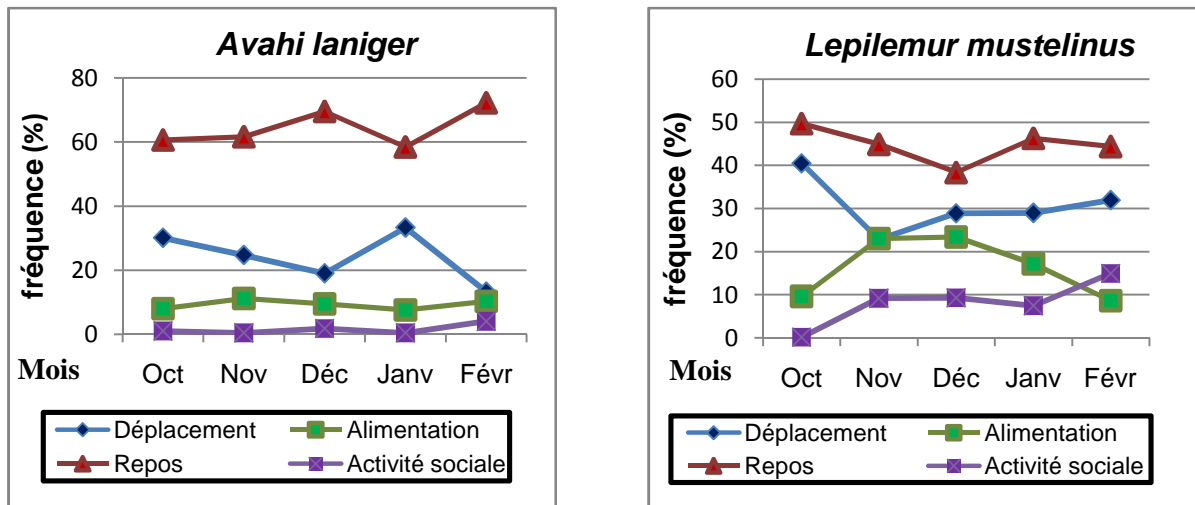 Avahi laniger
fréquence (%)
80
60
40
20
0
Mois
Oct Nov Déc Janv Févr
Déplacement Alimentation
Repos Activité sociale
Lepilemur mustelinus
fréquence (%)
60
50
40
30
20
10
0
Mois
Oct Nov Déc Janv Févr
Déplacement Alimentation
Repos Activité sociale